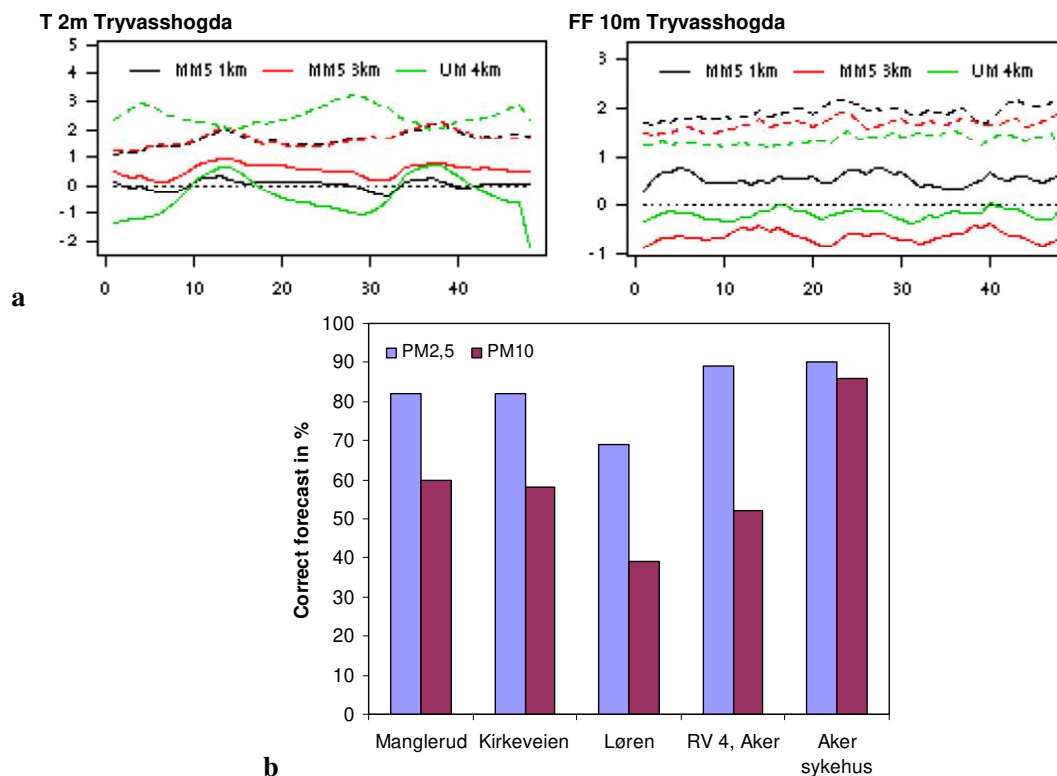 T 2m Tryvasshogda
5
4
3
2
1
0
-1
-2
MM5 1km MM5 3km UM 4km
0 10 20 30 40
FF 10m Tryvasshogda
3
2
1
0
-1
MM5 1km MM5 3km UM 4km
0 10 20 30 40
a
Correct forecast in %
100
90
80
70
60
50
40
30
20
10
0
PM2,5 PM10
Manglerud Kirkeveien Løren RV 4, Aker Aker
sykehus
b